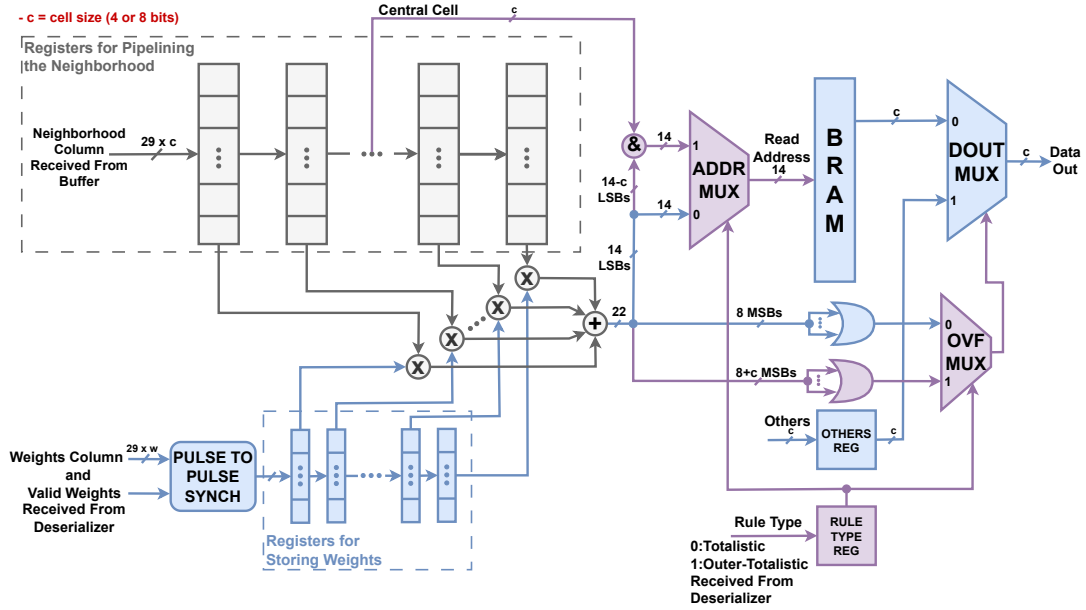 - c = cell size (4 or 8 bits)
Central Cell
c
Registers for Pipelining
the Neighborhood
Neighborhood
Column
Received From
Buffer
29 x c
&
14
1
14-c
LSBs
14
0
14
LSBs
ADDR
MUX
Read
Address
14
B
R
A
M
c
0
DOUT
MUX
1
c
Data
Out
X
X
X
X
+
22
8 MSBs
0
OVF
MUX
8+c MSBs
1
Others
c
OTHERS
REG
c
29 x w
Weights Column
and
Valid Weights
Received From
Deserializer
PULSE TO
PULSE
SYNCH
Registers for
Storing Weights
Rule Type
0:Totalistic
1:Outer-Totalistic
Received From
Deserializer
RULE
TYPE
REG